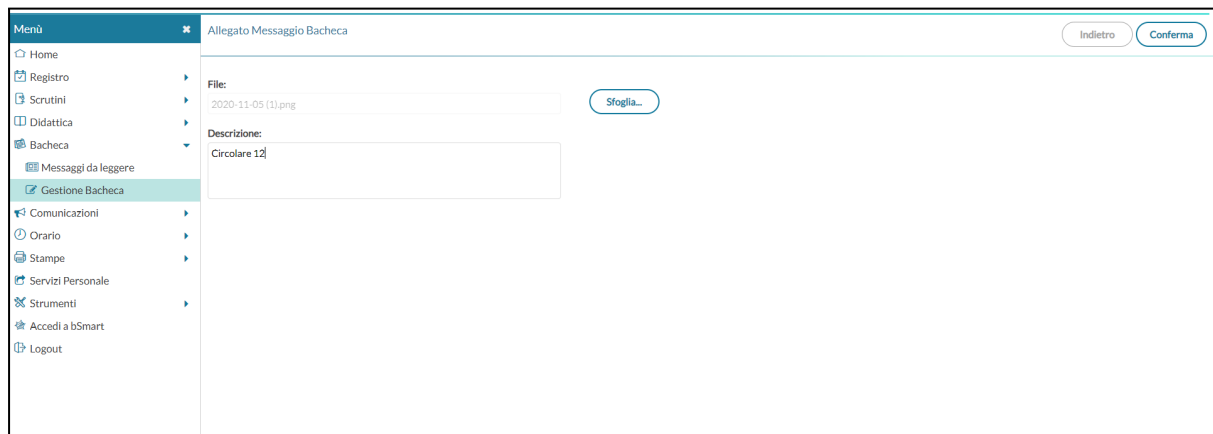 Menù
Allegato Messaggio Bacheca
Indietro
Conferma
Home
Registro
Scrutini
Didattica
Bacheca
Messaggi da leggere
Gestione Bacheca
Comunicazioni
Orario
Stampe
Servizi Personale
Strumenti
Accedi a bSmart
Logout
File:
2020-11-05 (1).png
Sfoglia...
Descrizione:
Circolare 12